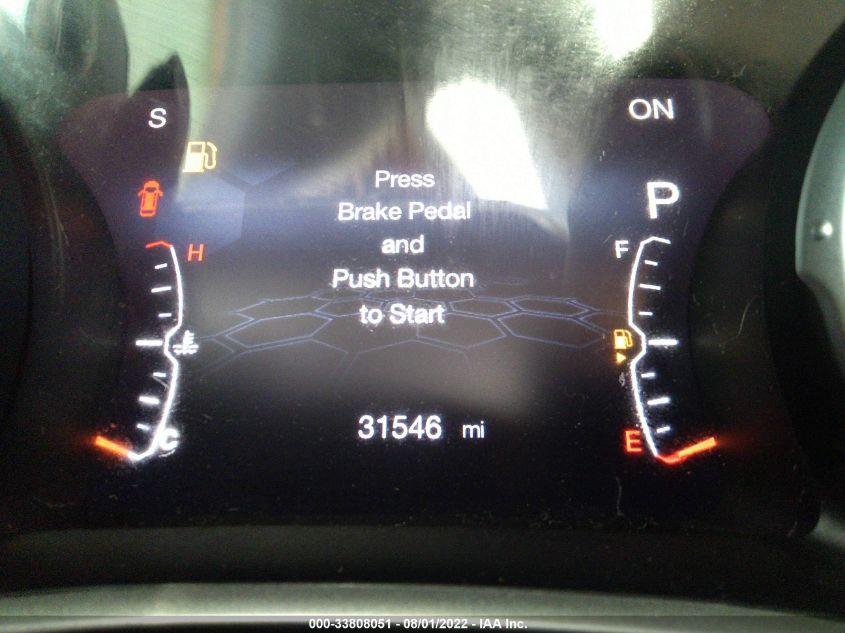 S
ON
Press
Brake Pedal
P
and
H
F
Push Button
to Start
31546 mi
C
E
000-33808051 - 08/01/2022 - IAA Inc.